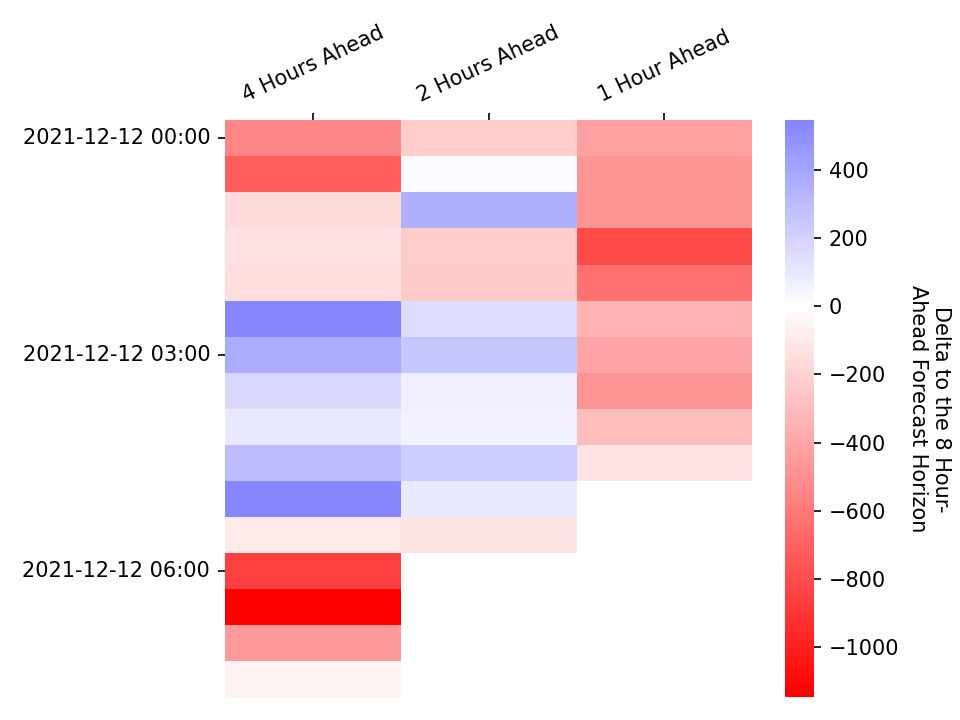 4 Hours Ahead
2 Hours Ahead
1 Hour Ahead
2021-12-12 00:00
2021-12-12 03:00
2021-12-12 06:00
400
200
0
−200
−400
−600
−800
−1000
Delta to the 8 Hour-
Ahead Forecast Horizon